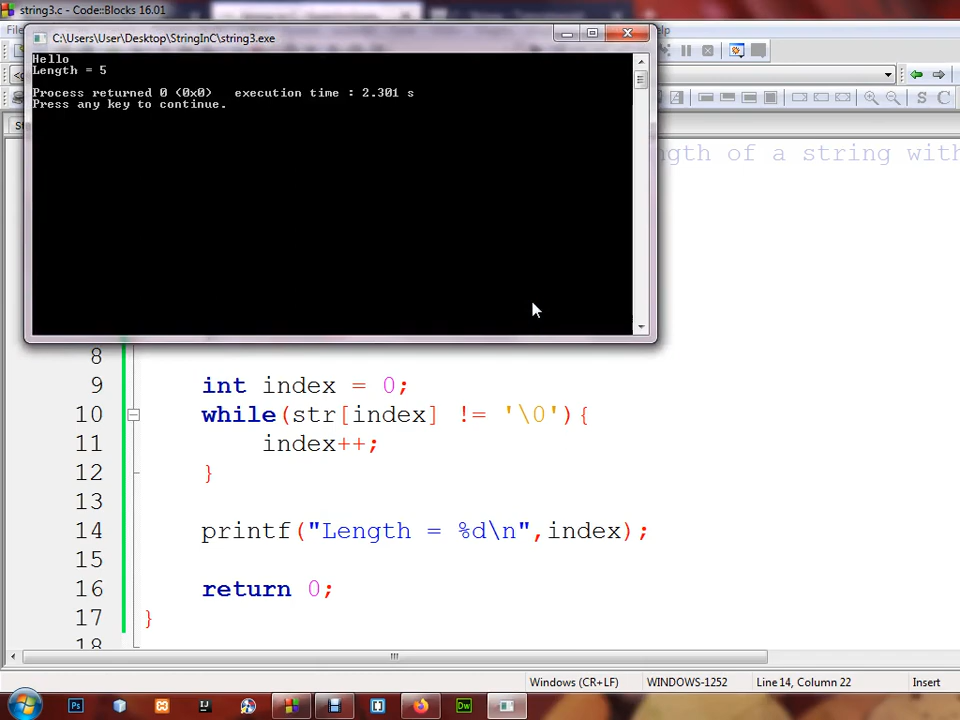 string3.c - Code::Blocks 16.01
C:\Users\User\Desktop\StringInC\string3.exe
Hello
Length = 5
Process returned 0 (0x0)   execution time : 2.301 s
Press any key to continue.
ngth of a string with
8
9 int index = 0;
10 while(str[index] != '\0'){
11 index++;
12 }
13
14 printf("Length = %d\n",index);
15
16 return 0;
17 }
18
Windows (CR+LF) WINDOWS-1252 Line 14, Column 22 Insert